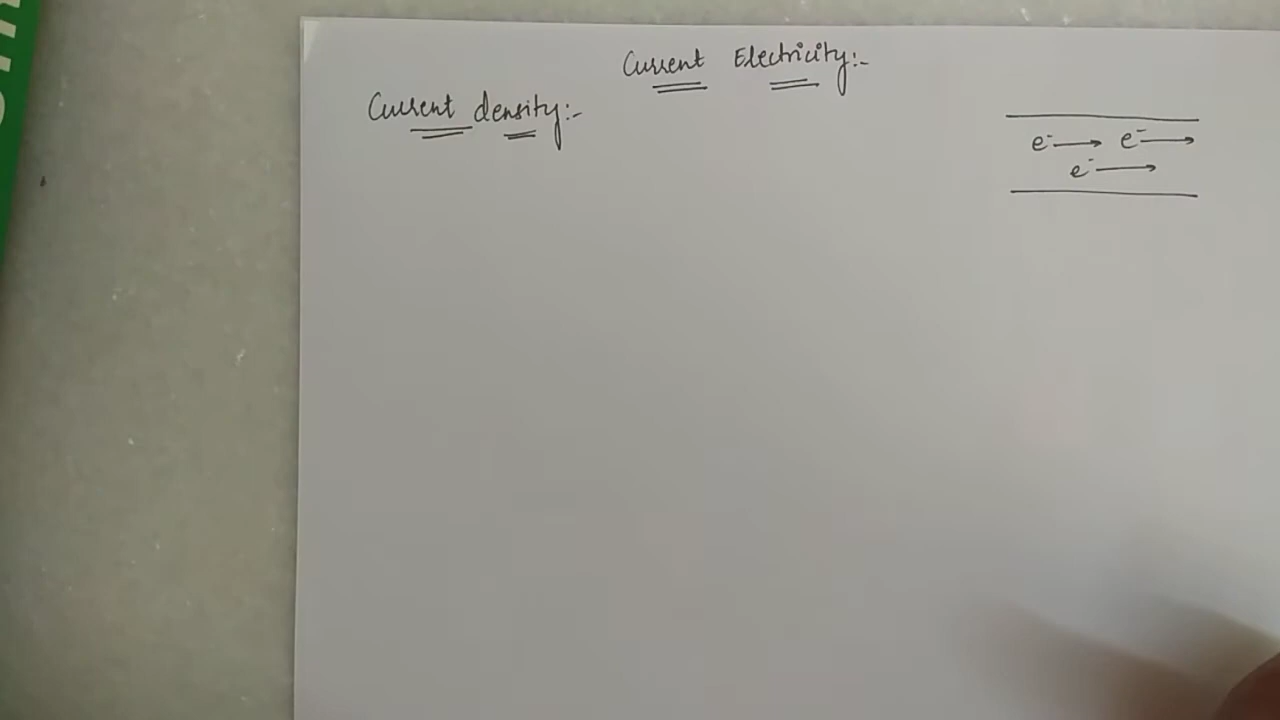 Current Electricity:-
Current density:-
e⁻→ e⁻→
e⁻→